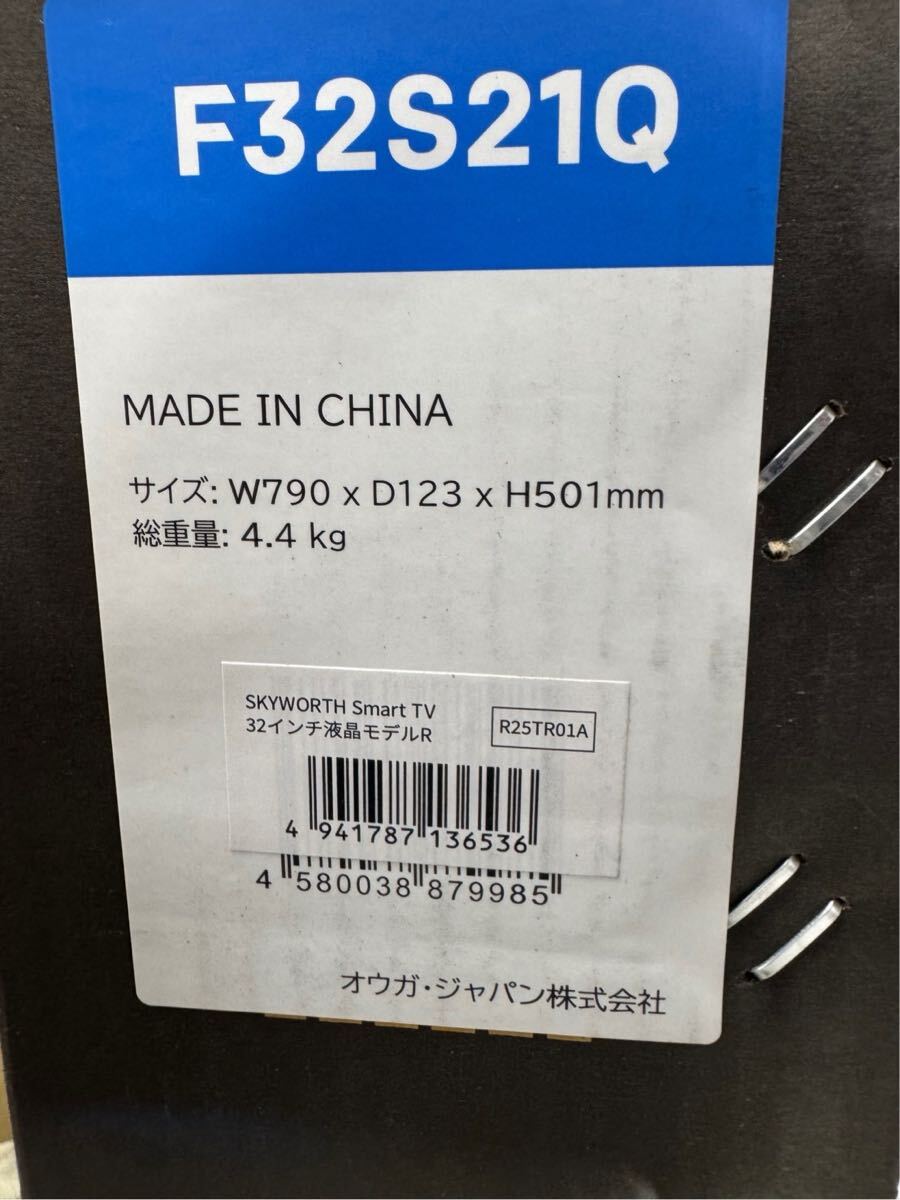 F32S21Q
MADE IN CHINA
サイズ: W790 x D123 x H501mm
総重量: 4.4 kg
SKYWORTH Smart TV
32インチ液晶モデルR
R25TR01A
4 941787 136536
4 580038 879985
オウガ・ジャパン株式会社